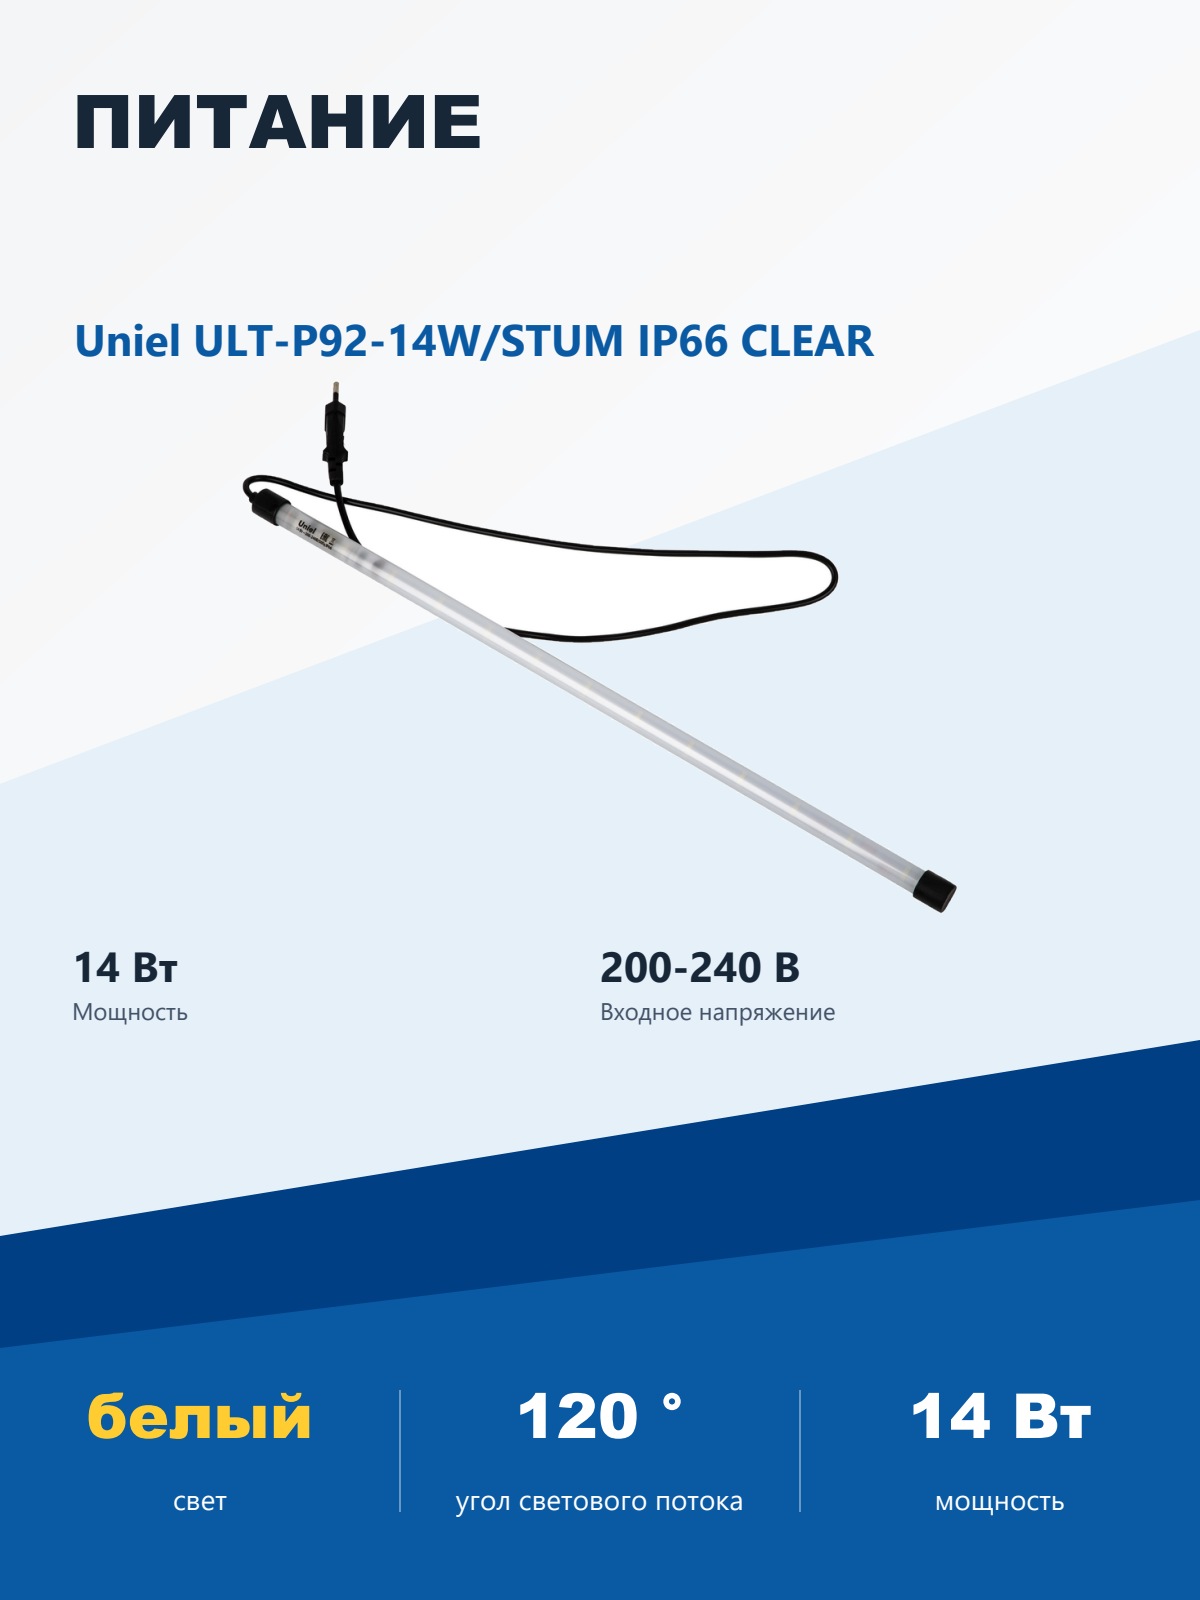 ПИТАНИЕ
Uniel ULT-P92-14W/STUM IP66 CLEAR
Uniel
14 Вт
Мощность
200-240 В
Входное напряжение
белый
свет
120 °
угол светового потока
14 Вт
мощность